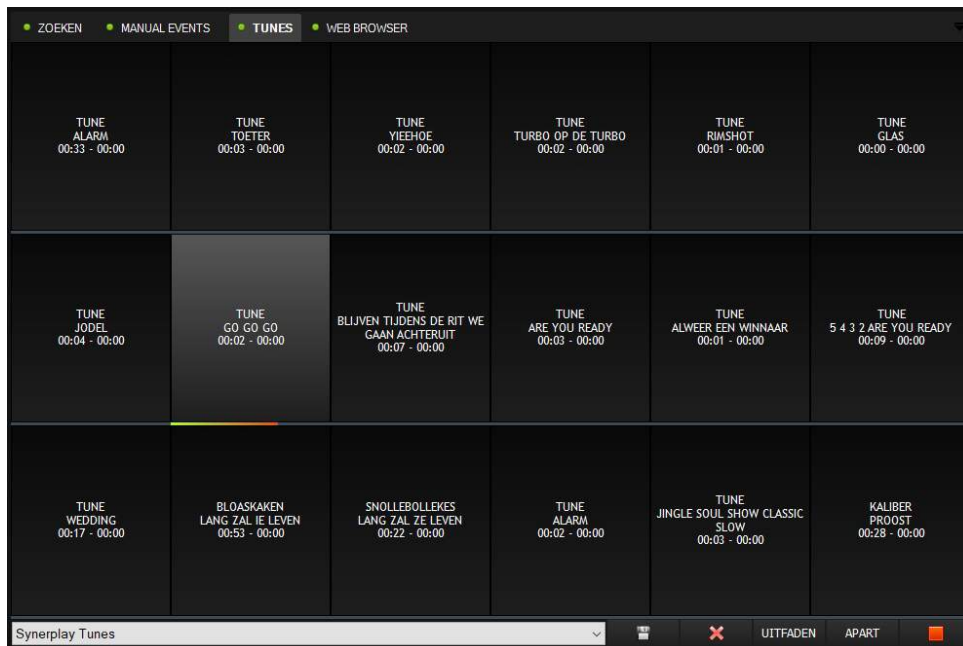 ZOEKEN MANUAL EVENTS TUNES WEB BROWSER
TUNE
ALARM
00:33 - 00:00
TUNE
TOETER
00:03 - 00:00
TUNE
YIEEHOE
00:02 - 00:00
TUNE
TURBO OP DE TURBO
00:02 - 00:00
TUNE
RIMSHOT
00:01 - 00:00
TUNE
GLAS
00:00 - 00:00
TUNE
JODEL
00:04 - 00:00
TUNE
GO GO GO
00:02 - 00:00
TUNE
BLIJVEN TIJDENS DE RIT WE
GAAN ACHTERUIT
00:07 - 00:00
TUNE
ARE YOU READY
00:03 - 00:00
TUNE
ALWEER EEN WINNAAR
00:01 - 00:00
TUNE
5 4 3 2 ARE YOU READY
00:09 - 00:00
TUNE
WEDDING
00:17 - 00:00
BLOASKAKEN
LANG ZAL IE LEVEN
00:53 - 00:00
SNOLLEBOLLEKES
LANG ZAL ZE LEVEN
00:22 - 00:00
TUNE
ALARM
00:02 - 00:00
TUNE
JINGLE SOUL SHOW CLASSIC
SLOW
00:03 - 00:00
KALIBER
PROOST
00:28 - 00:00
Synerplay Tunes UITFADEN APART